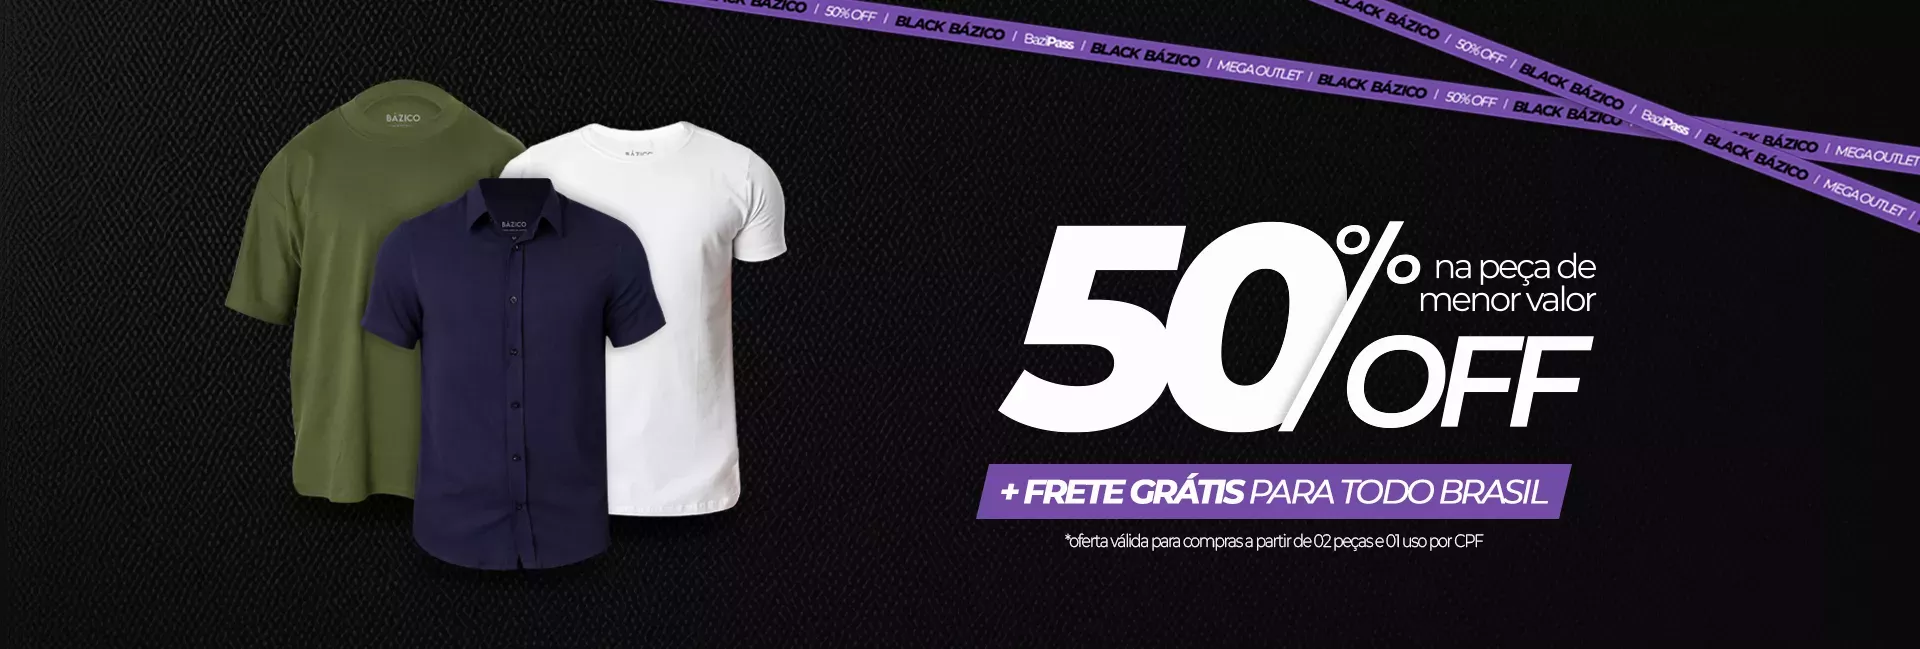 BÁZICO | 50% OFF | BLACK BÁZICO | BaziPass | BLACK BÁZICO | MEGA OUTLET | BLACK BÁZICO | 50% OFF | BLACK BÁZICO
BLACK BÁZICO | MEGA OUTLET
BLACK BÁZICO | 50% OFF | BLACK BÁZICO | BaziPass | BLACK BÁZICO | MEGA OUTLET |
BÁZICO
BÁZICO
50% na peça de
menor valor
OFF
+ FRETE GRÁTIS PARA TODO BRASIL
*oferta válida para compras a partir de 02 peças e 01 uso por CPF